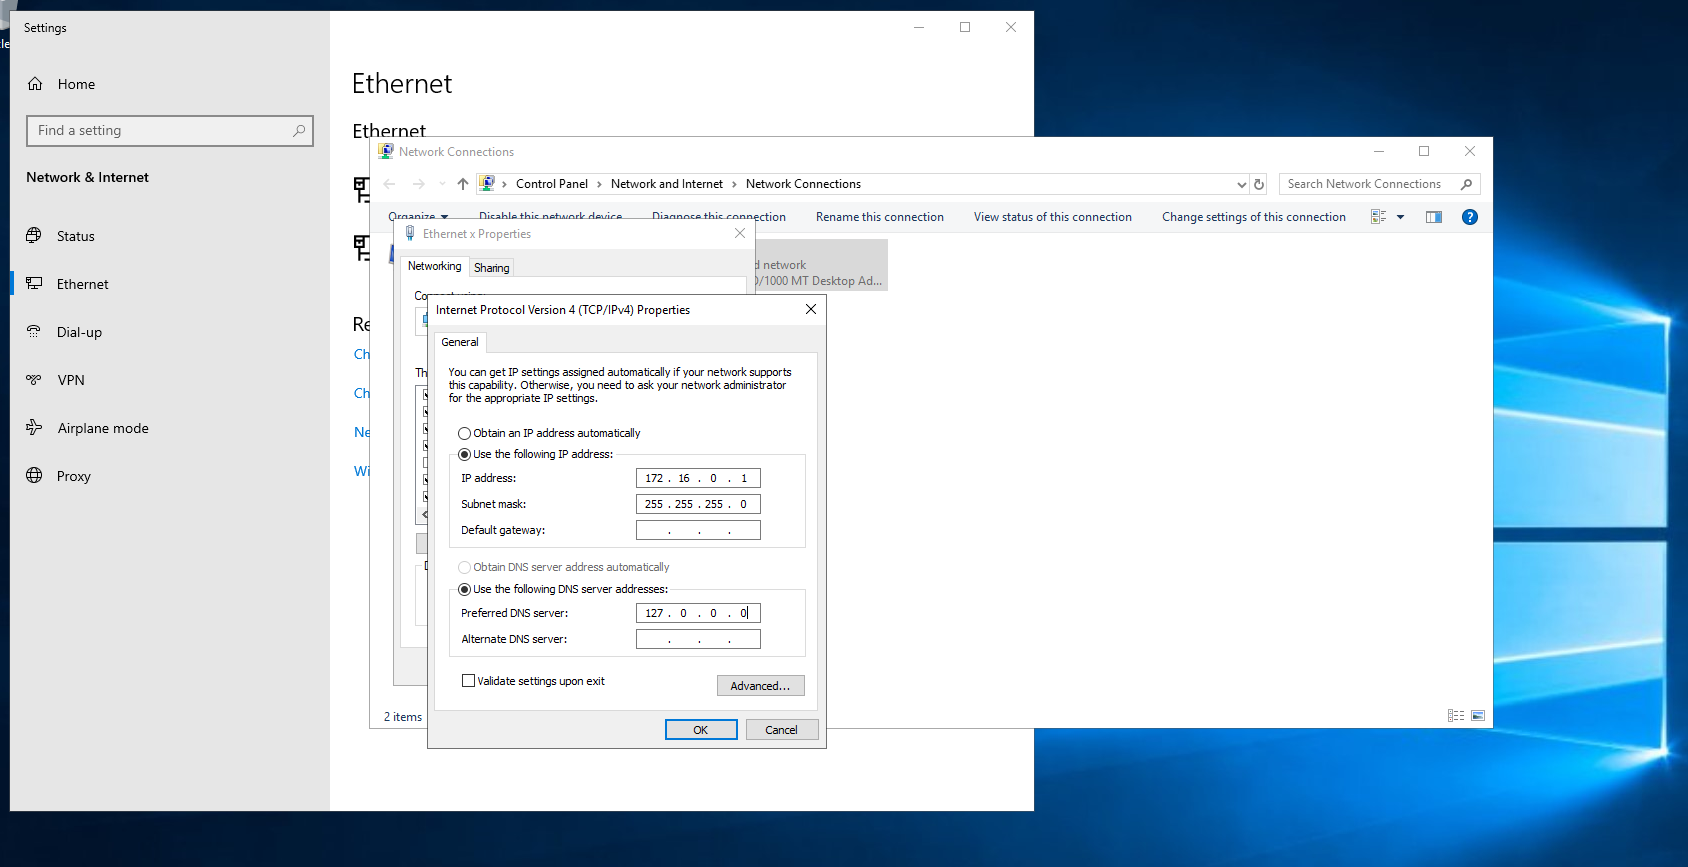 Settings
Home
Find a setting
Network & Internet
Status
Ethernet
Dial-up
VPN
Airplane mode
Proxy
Ethernet
Ethernet
Re
Ch
Ch
Ne
Wi
Network Connections
Control Panel > Network and Internet > Network Connections
Search Network Connections
Organize
Disable this network device
Diagnose this connection
Rename this connection
View status of this connection
Change settings of this connection
d network
0/1000 MT Desktop Ad...
2 items
Ethernet x Properties
Networking
Sharing
Th
Internet Protocol Version 4 (TCP/IPv4) Properties
General
You can get IP settings assigned automatically if your network supports
this capability. Otherwise, you need to ask your network administrator
for the appropriate IP settings.
Obtain an IP address automatically
Use the following IP address:
IP address: 172 . 16 . 0 . 1
Subnet mask: 255 . 255 . 255 . 0
Default gateway: . . .
Obtain DNS server address automatically
Use the following DNS server addresses:
Preferred DNS server: 127 . 0 . 0 . 0
Alternate DNS server: . . .
Validate settings upon exit
Advanced...
OK
Cancel